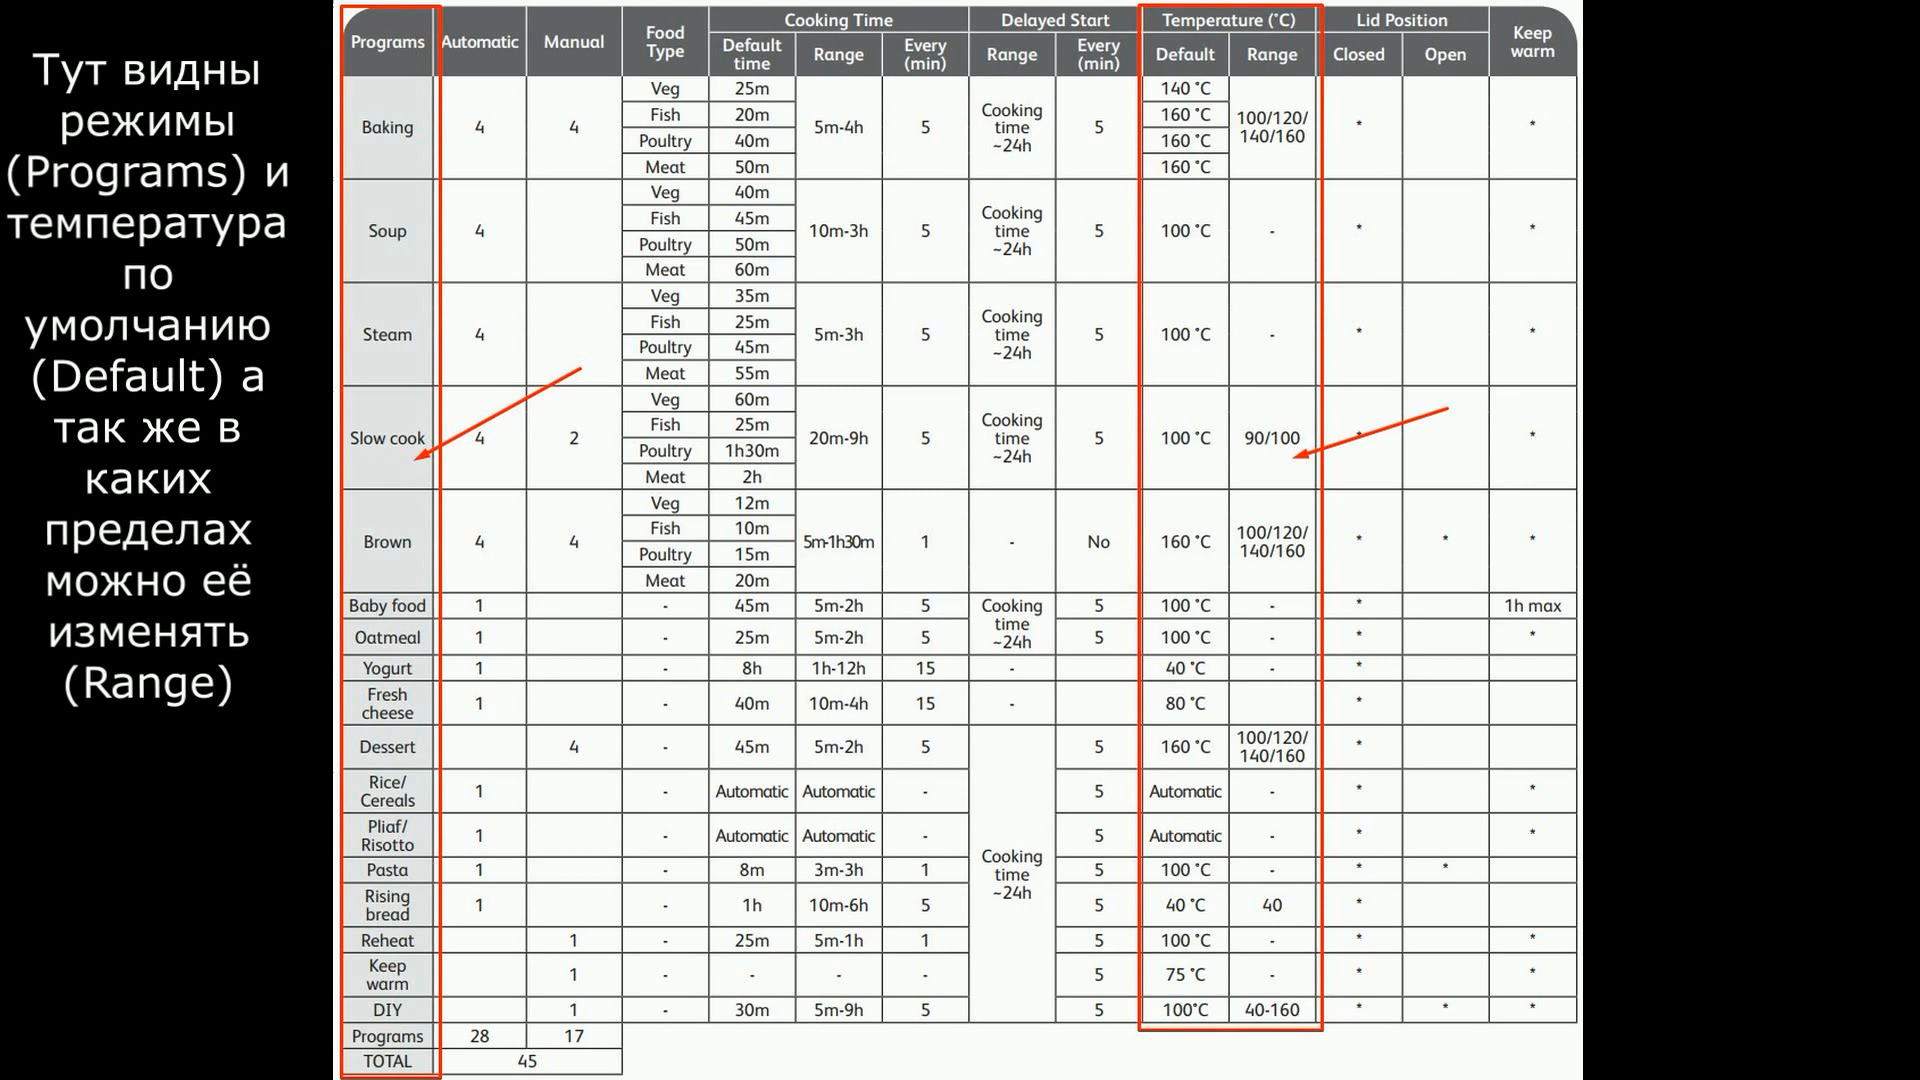 Тут видны
режимы
(Programs) и
температура
по
умолчанию
(Default) а
так же в
каких
пределах
можно её
изменять
(Range)
Programs Automatic Manual Food Type Cooking Time Delayed Start Temperature (˚C) Lid Position Keep warm
Default time Range Every (min) Range Every (min) Default Range Closed Open
Baking 4 4 Veg 25m 5m-4h 5 Cooking time ~24h 5 140 ˚C 100/120/140/160 * *
Fish 20m 160 ˚C
Poultry 40m 160 ˚C
Meat 50m 160 ˚C
Soup 4 Veg 40m 10m-3h 5 Cooking time ~24h 5 100 ˚C - * *
Fish 45m
Poultry 50m
Meat 60m
Steam 4 Veg 35m 5m-3h 5 Cooking time ~24h 5 100 ˚C - * *
Fish 25m
Poultry 45m
Meat 55m
Slow cook 4 2 Veg 60m 20m-9h 5 Cooking time ~24h 5 100 ˚C 90/100 * *
Fish 25m
Poultry 1h30m
Meat 2h
Brown 4 4 Veg 12m 5m-1h30m 1 - No 160 ˚C 100/120/140/160 * * *
Fish 10m
Poultry 15m
Meat 20m
Baby food 1 - 45m 5m-2h 5 Cooking time ~24h 5 100 ˚C - * 1h max
Oatmeal 1 - 25m 5m-2h 5 5 100 ˚C - * *
Yogurt 1 - 8h 1h-12h 15 - 40 ˚C - *
Fresh cheese 1 - 40m 10m-4h 15 - 80 ˚C *
Dessert 4 - 45m 5m-2h 5 Cooking time ~24h 5 160 ˚C 100/120/140/160 *
Rice/Cereals 1 - Automatic Automatic - 5 Automatic - * *
Pliaf/Risotto 1 - Automatic Automatic - 5 Automatic - * *
Pasta 1 - 8m 3m-3h 1 5 100 ˚C - * *
Rising bread 1 - 1h 10m-6h 5 5 40 ˚C 40 *
Reheat 1 - 25m 5m-1h 1 5 100 ˚C - * *
Keep warm 1 - - - - 5 75 ˚C - * *
DIY 1 - 30m 5m-9h 5 5 100˚C 40-160 * * *
Programs 28 17
TOTAL 45